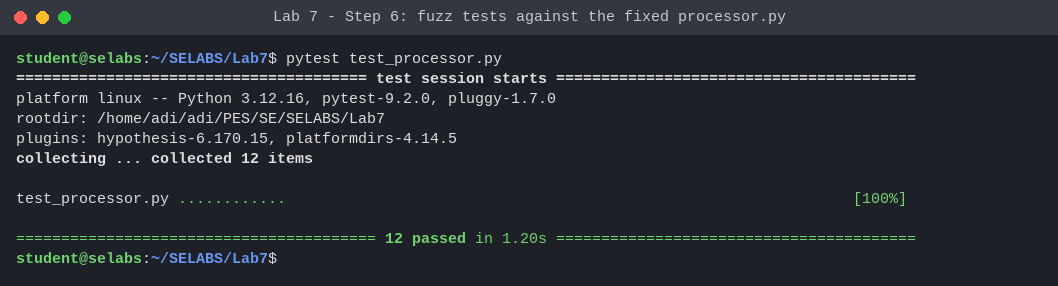 Lab 7 - Step 6: fuzz tests against the fixed processor.py
student@selabs:~/SELABS/Lab7$ pytest test_processor.py
======================================= test session starts ========================================
platform linux -- Python 3.12.16, pytest-9.2.0, pluggy-1.7.0
rootdir: /home/adi/adi/PES/SE/SELABS/Lab7
plugins: hypothesis-6.170.15, platformdirs-4.14.5
collecting ... collected 12 items
test_processor.py ............ [100%]
======================================== 12 passed in 1.20s ========================================
student@selabs:~/SELABS/Lab7$